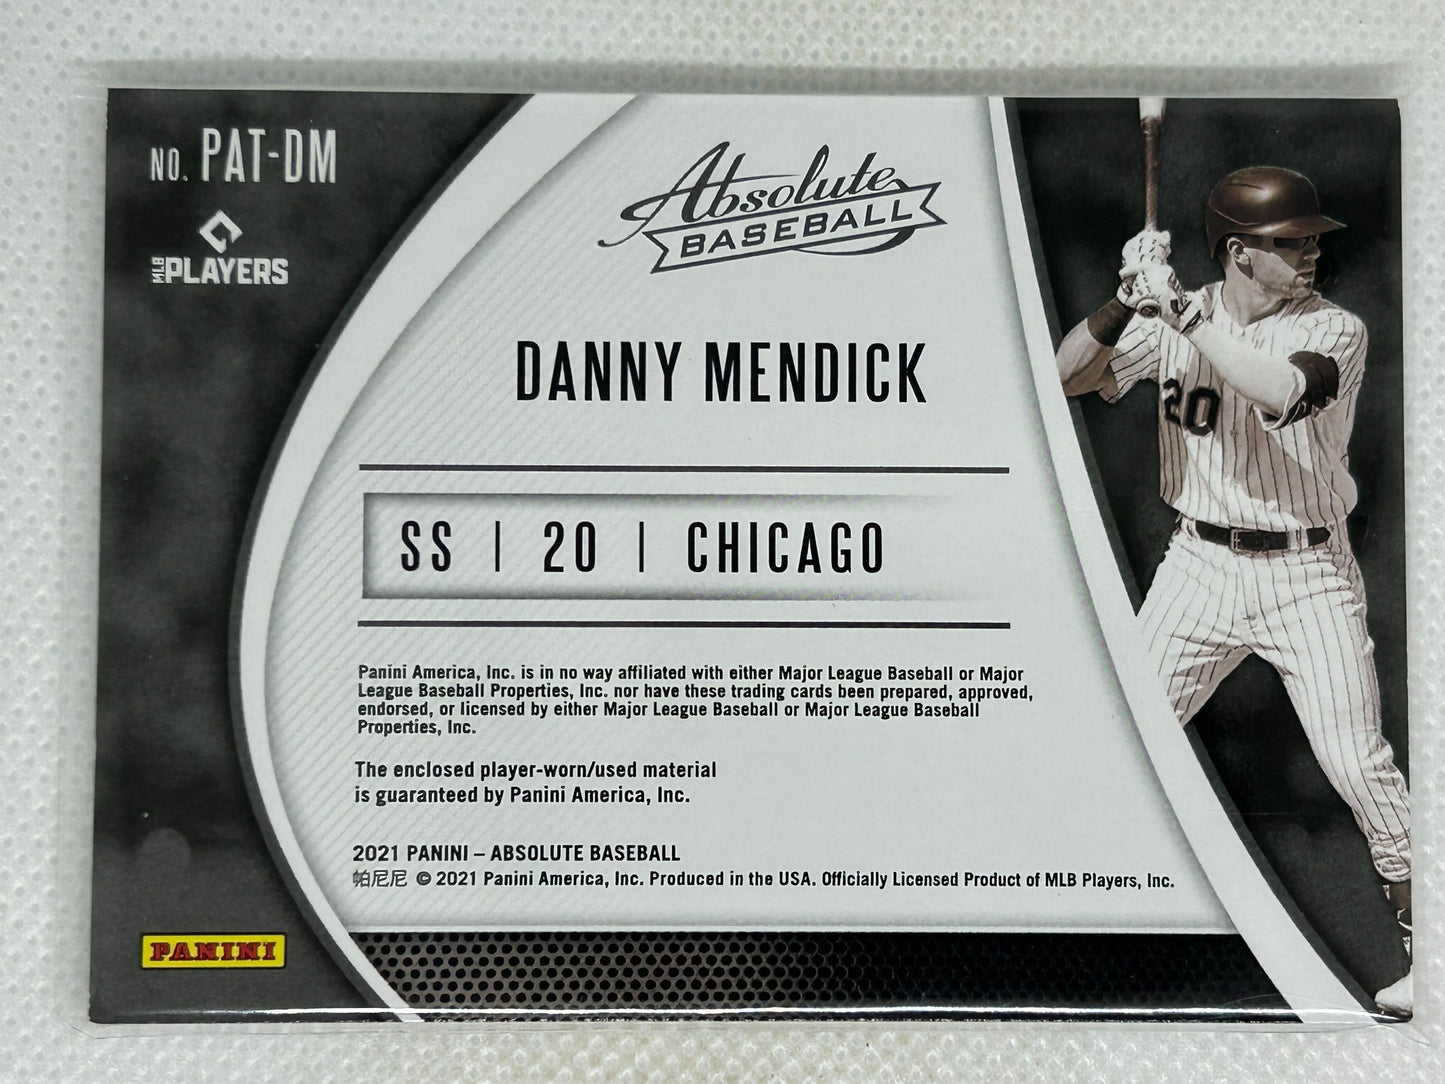 NO. PAT-DM
MLB PLAYERS
Absolute
BASEBALL
DANNY MENDICK
SS | 20 | CHICAGO
Panini America, Inc. is in no way affiliated with either Major League Baseball or Major
League Baseball Properties, Inc. nor have these trading cards been prepared, approved,
endorsed, or licensed by either Major League Baseball or Major League Baseball
Properties, Inc.
The enclosed player-worn/used material
is guaranteed by Panini America, Inc.
2021 PANINI – ABSOLUTE BASEBALL
帕尼尼 © 2021 Panini America, Inc. Produced in the USA. Officially Licensed Product of MLB Players, Inc.
PANINI
20